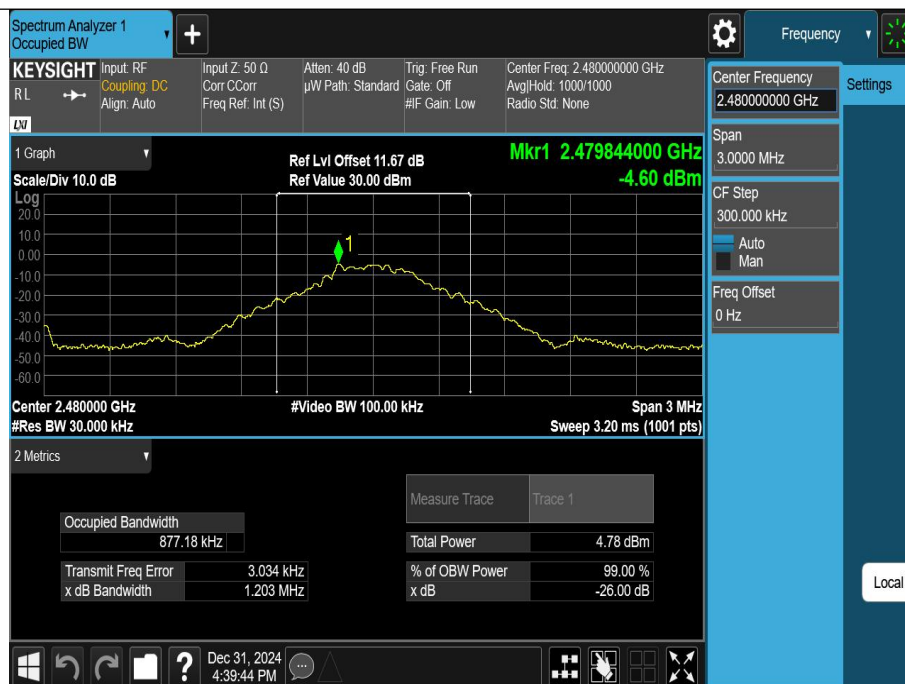 Spectrum Analyzer 1
Occupied BW
+
Frequency
KEYSIGHT
RL
LXI
Input: RF
Coupling: DC
Align: Auto
Input Z: 50 Ω
Corr CCorr
Freq Ref: Int (S)
Atten: 40 dB
µW Path: Standard
Trig: Free Run
Gate: Off
#IF Gain: Low
Center Freq: 2.480000000 GHz
Avg|Hold: 1000/1000
Radio Std: None
Center Frequency
2.480000000 GHz
Settings
Span
3.0000 MHz
CF Step
300.000 kHz
Auto
Man
Freq Offset
0 Hz
Local
1 Graph
Scale/Div 10.0 dB
Ref Lvl Offset 11.67 dB
Ref Value 30.00 dBm
Mkr1 2.479844000 GHz
-4.60 dBm
Log
20.0
10.0
0.00
-10.0
-20.0
-30.0
-40.0
-50.0
-60.0
1
Center 2.480000 GHz
#Res BW 30.000 kHz
#Video BW 100.00 kHz
Span 3 MHz
Sweep 3.20 ms (1001 pts)
2 Metrics
Measure Trace
Trace 1
Occupied Bandwidth
877.18 kHz
Total Power
4.78 dBm
Transmit Freq Error
3.034 kHz
% of OBW Power
99.00 %
x dB Bandwidth
1.203 MHz
x dB
-26.00 dB
?
Dec 31, 2024
4:39:44 PM